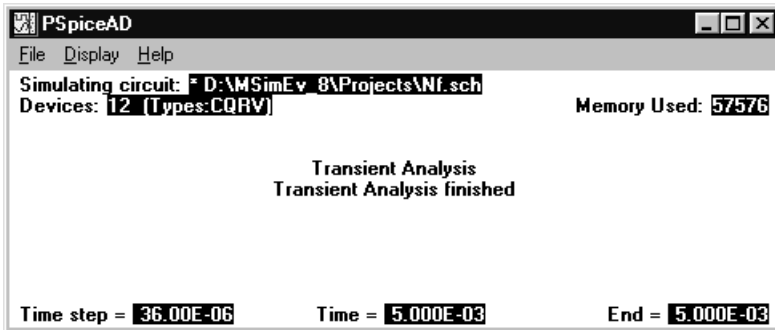 PSpiceAD
File Display Help
Simulating circuit: * D:\MSimEv_8\Projects\Nf.sch
Devices: 12 (Types:CQRV) Memory Used: 57576
Transient Analysis
Transient Analysis finished
Time step = 36.00E-06 Time = 5.000E-03 End = 5.000E-03